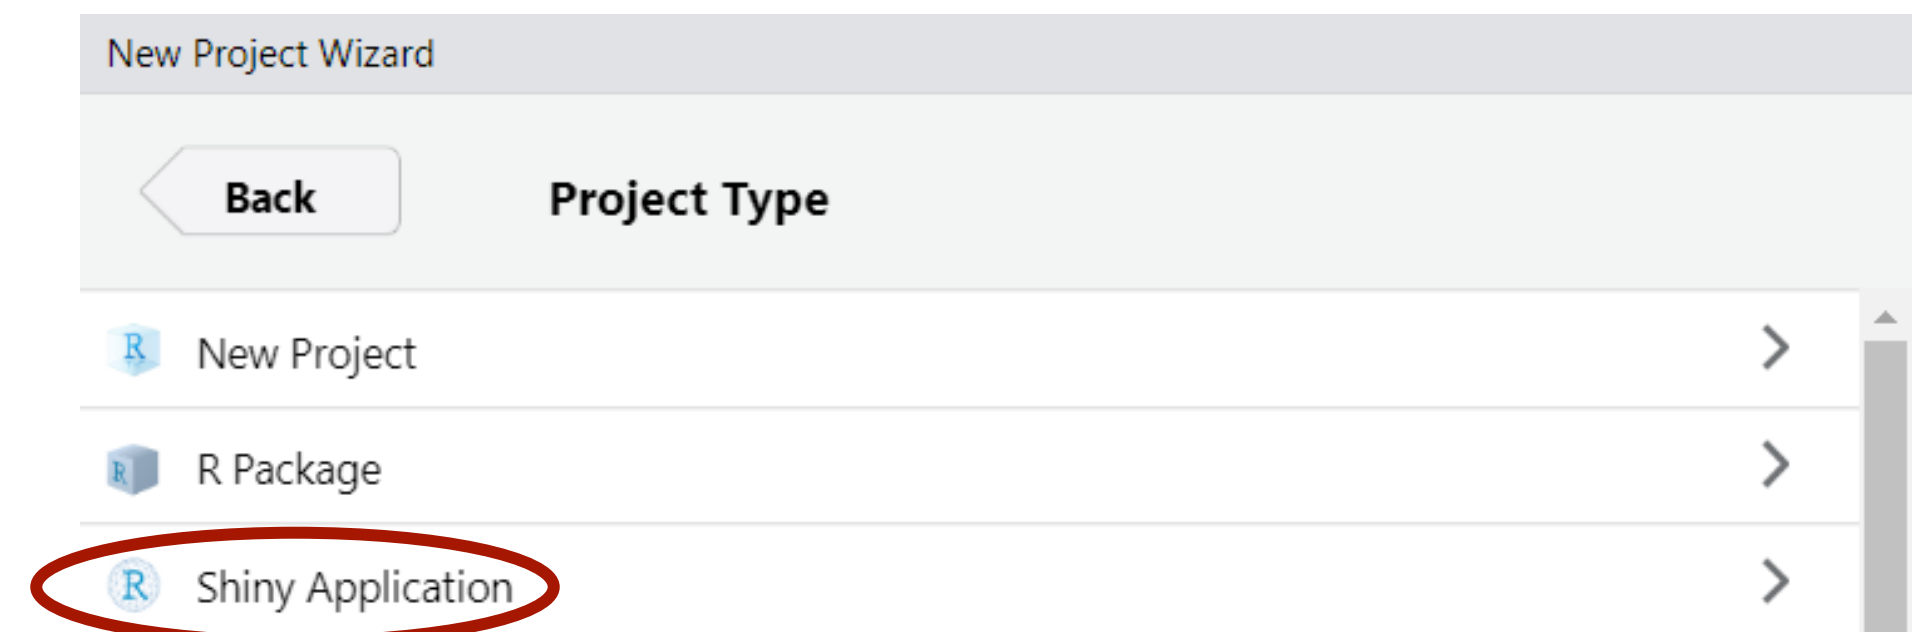 New Project Wizard
Back
Project Type
R New Project
R R Package
R Shiny Application